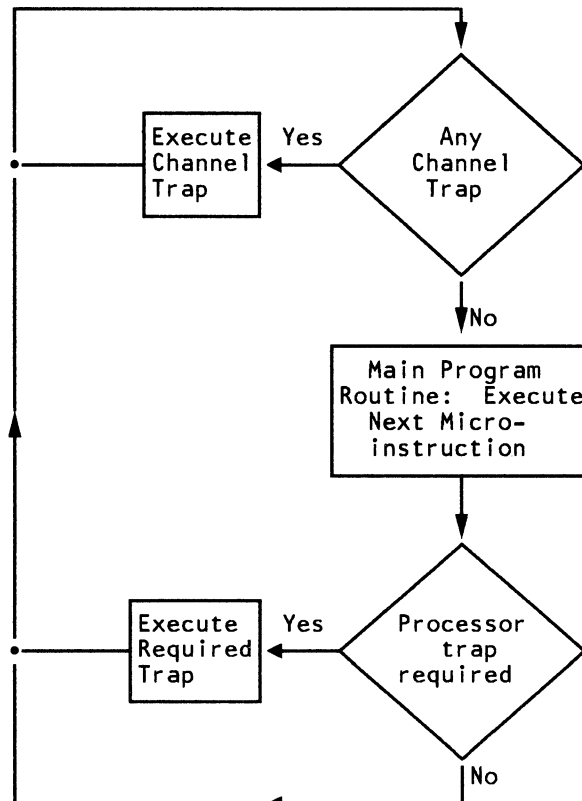 Any
Channel
Trap
Yes
Execute
Channel
Trap
No
Main Program
Routine: Execute
Next Micro-
instruction
Processor
trap
required
Yes
Execute
Required
Trap
No